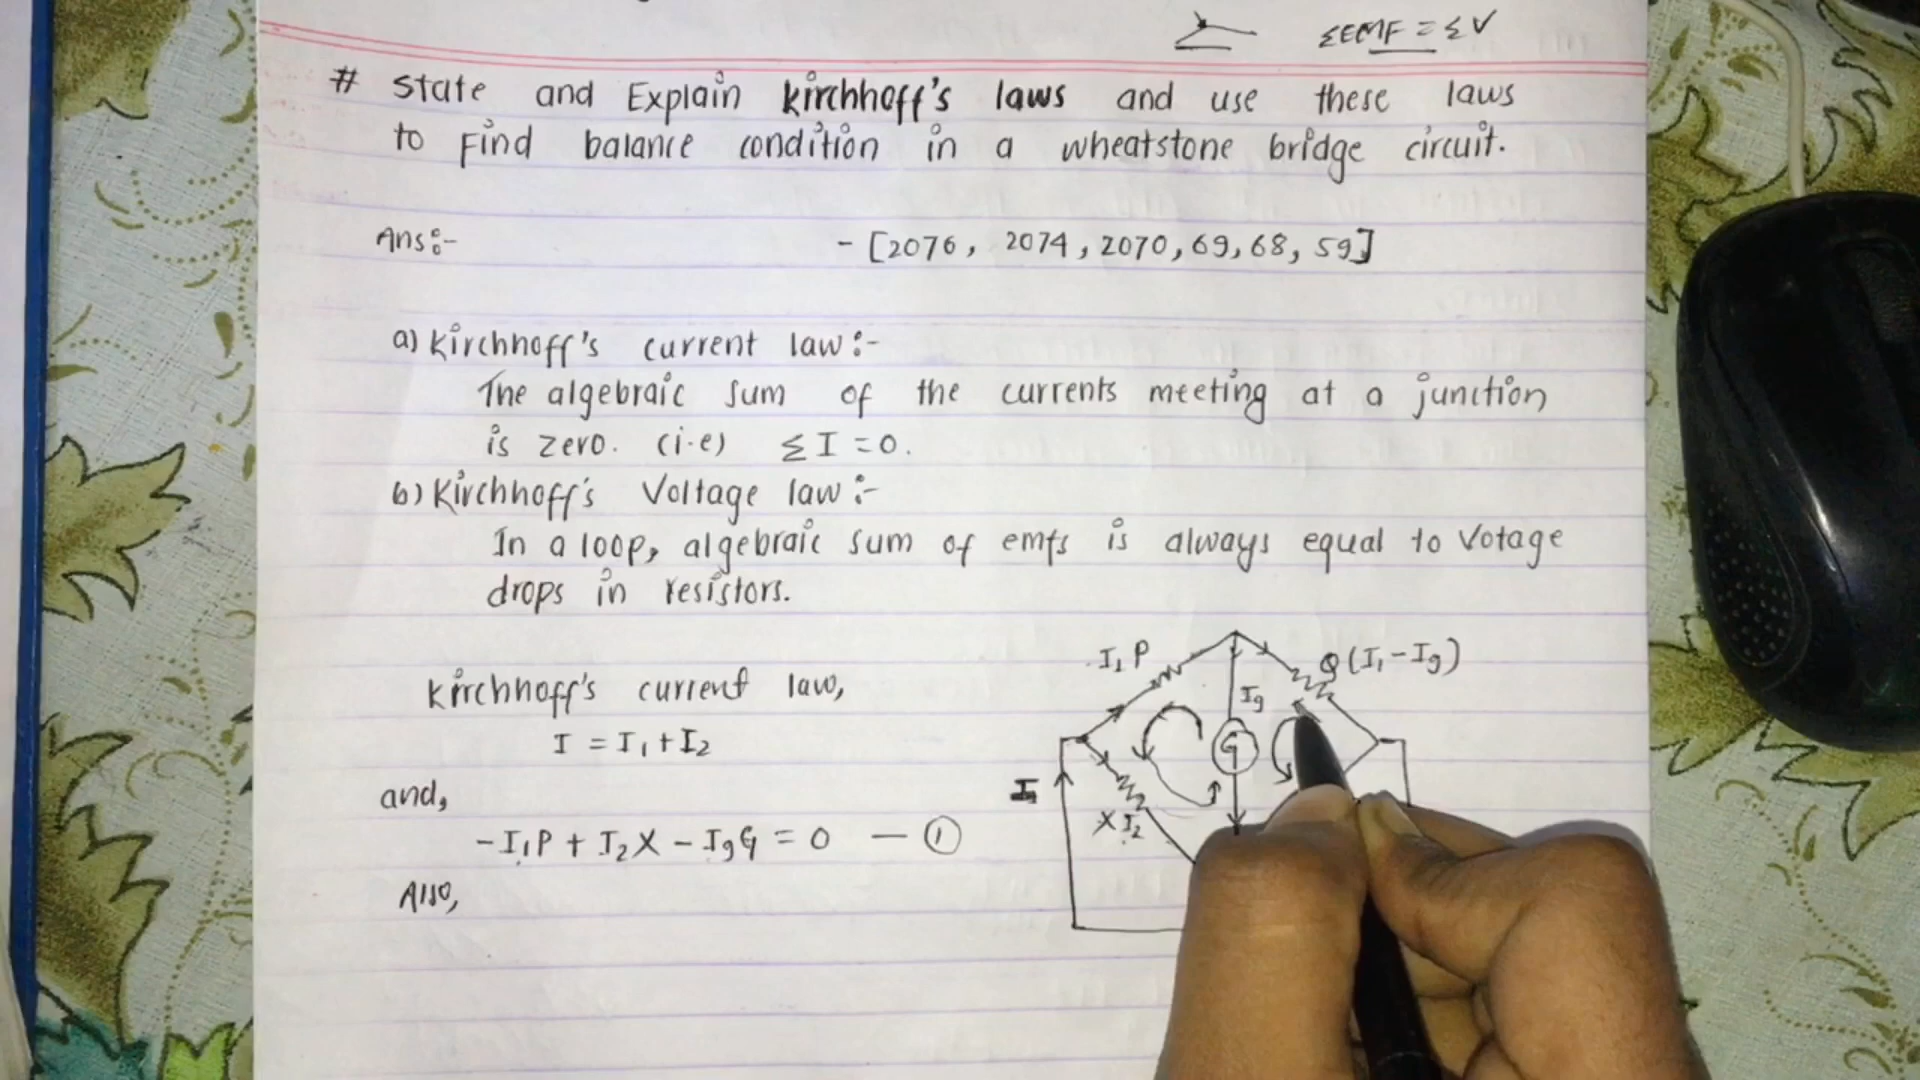 ΣEMF = ΣV
# State and Explain Kirchhoff's laws and use these laws
to Find balance condition in a wheatstone bridge circuit.
Ans:-
- [2076, 2074, 2070, 69, 68, 59]
a) Kirchhoff's current law :-
The algebraic sum of the currents meeting at a junction
is zero. (i.e) ΣI = 0.
b) Kirchhoff's Voltage law :-
In a loop, algebraic sum of emfs is always equal to Votage
drops in resistors.
Kirchhoff's current law,
I = I₁ + I₂
and,
-I₁P + I₂X - IgG = 0 — ①
Also,
I₁ P
Q (I₁ - Ig)
Ig
G
I
X I₂